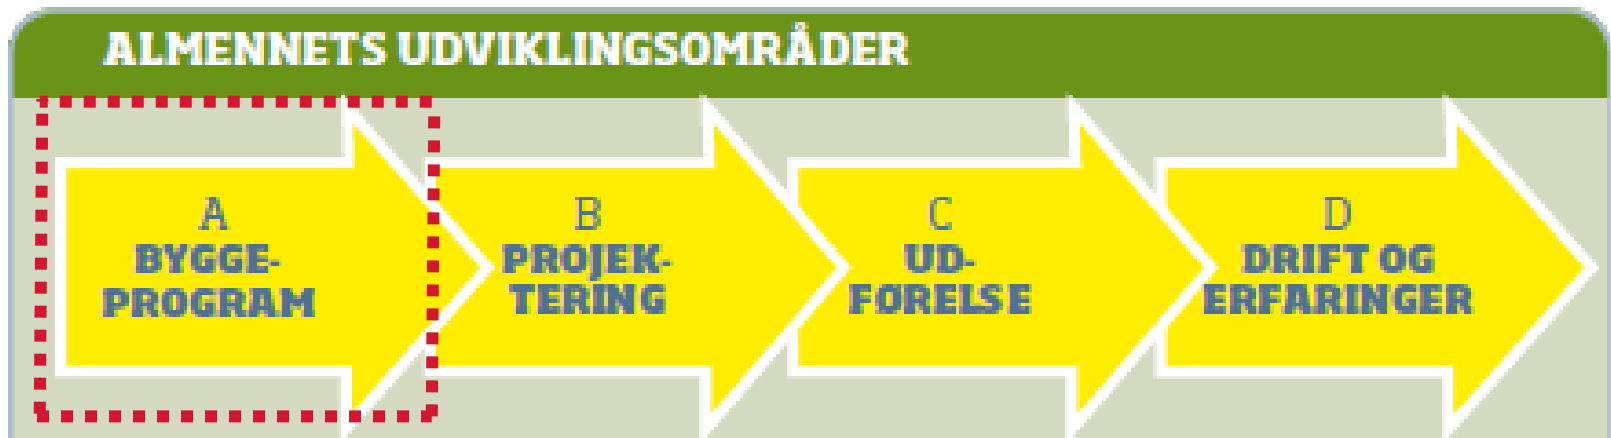 ALMENNETS UDVIKLINGSOMRÅDER
A
BYGGE-
PROGRAM
B
PROJEK-
TERING
C
UD-
FØRELSE
D
DRIFT OG
ERFARINGER